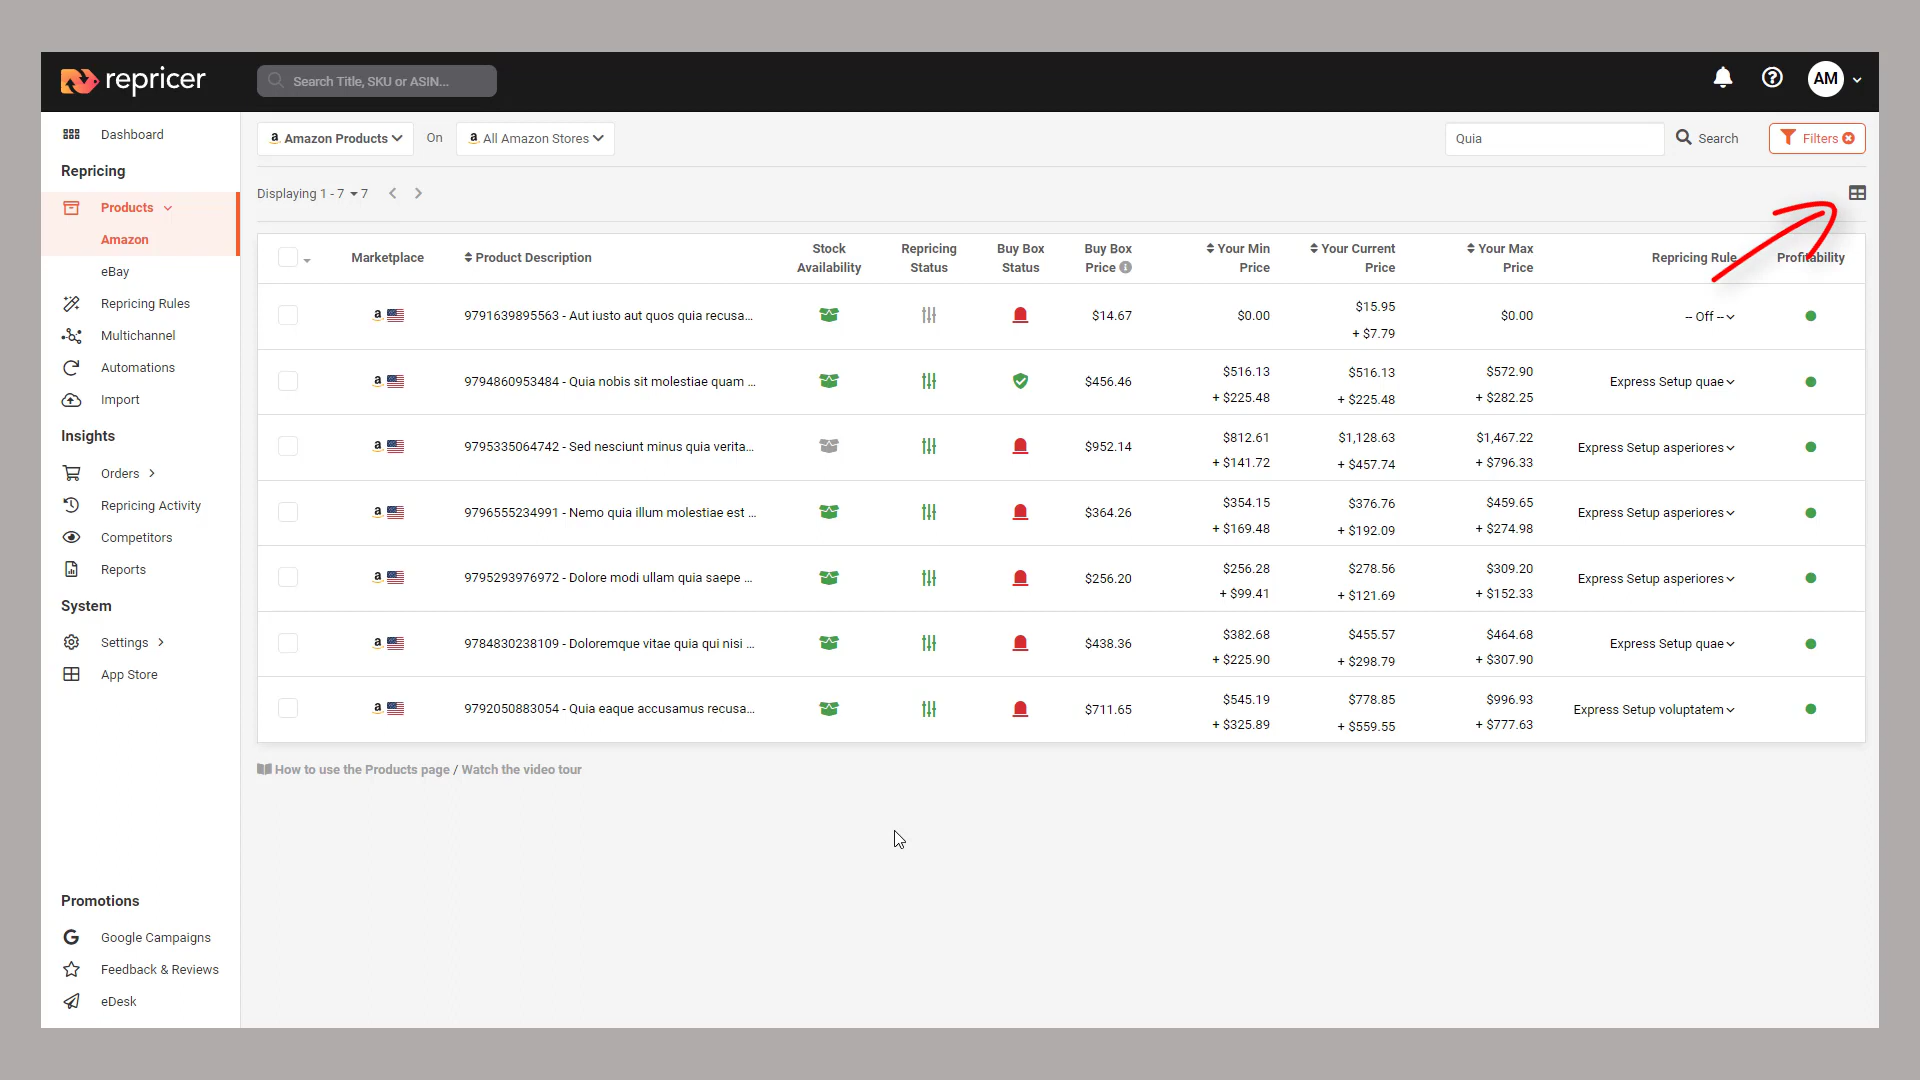 repricer
Search Title, SKU or ASIN...
AM
Dashboard
Repricing
Products
Amazon
eBay
Repricing Rules
Multichannel
Automations
Import
Insights
Orders
Repricing Activity
Competitors
Reports
System
Settings
App Store
Promotions
Google Campaigns
Feedback & Reviews
eDesk
Amazon Products On All Amazon Stores Quia Search Filters
Displaying 1 - 7 7
Marketplace Product Description Stock Availability Repricing Status Buy Box Status Buy Box Price Your Min Price Your Current Price Your Max Price Repricing Rule Profitability
9791639895563 - Aut iusto aut quos quia recusa... $14.67 $0.00 $15.95 $0.00 -- Off --
+ $7.79
9794860953484 - Quia nobis sit molestiae quam ... $456.46 $516.13 $516.13 $572.90 Express Setup quae
+ $225.48 + $225.48 + $282.25
9795335064742 - Sed nesciunt minus quia verita... $952.14 $812.61 $1,128.63 $1,467.22 Express Setup asperiores
+ $141.72 + $457.74 + $796.33
9796555234991 - Nemo quia illum molestiae est ... $364.26 $354.15 $376.76 $459.65 Express Setup asperiores
+ $169.48 + $192.09 + $274.98
9795293976972 - Dolore modi ullam quia saepe ... $256.20 $256.28 $278.56 $309.20 Express Setup asperiores
+ $99.41 + $121.69 + $152.33
9784830238109 - Doloremque vitae quia qui nisi ... $438.36 $382.68 $455.57 $464.68 Express Setup quae
+ $225.90 + $298.79 + $307.90
9792050883054 - Quia eaque accusamus recusa... $711.65 $545.19 $778.85 $996.93 Express Setup voluptatem
+ $325.89 + $559.55 + $777.63
How to use the Products page / Watch the video tour